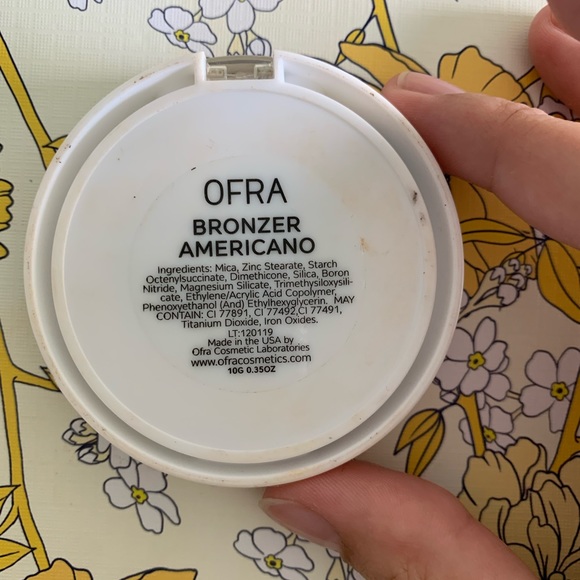 OFRA
BRONZER
AMERICANO
Ingredients: Mica, Zinc Stearate, Starch
Octenylsuccinate, Dimethicone, Silica, Boron
Nitride, Magnesium Silicate, Trimethylsiloxysili-
cate, Ethylene/Acrylic Acid Copolymer,
Phenoxyethanol (And) Ethylhexyglycerin. MAY
CONTAIN: CI 77891, CI 77492,CI 77491,
Titanium Dioxide, Iron Oxides.
LT:120119
Made in the USA by
Ofra Cosmetic Laboratories
www.ofracosmetics.com
10G 0.35OZ